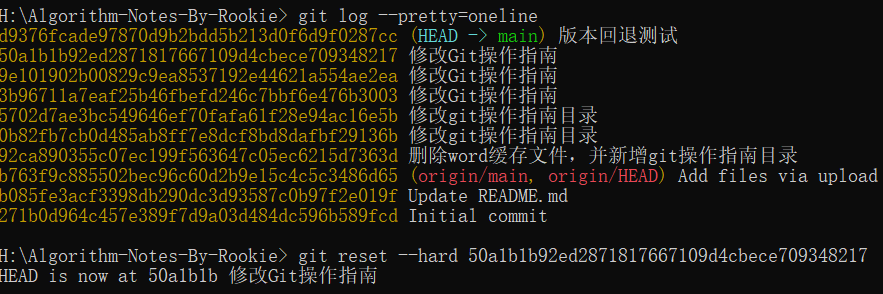 H:\Algorithm-Notes-By-Rookie> git log --pretty=oneline
d9376fcade97870d9b2bdd5b213d0f6d9f0287cc (HEAD -> main) 版本回退测试
50a1b1b92ed2871817667109d4cbece709348217 修改Git操作指南
9e101902b00829c9ea8537192e44621a554ae2ea 修改Git操作指南
3b96711a7eaf25b46fbefd246c7bbf6e476b3003 修改Git操作指南
5702d7ae3bc549646ef70fafa61f28e94ac16e5b 修改git操作指南目录
0b82fb7cb0d485ab8ff7e8dcf8bd8dafbf29136b 修改git操作指南目录
92ca890355c07ec199f563647c05ec6215d7363d 删除word缓存文件，并新增git操作指南目录
b763f9c885502bec96c60d2b9e15c4c5c3486d65 (origin/main, origin/HEAD) Add files via upload
b085fe3acf3398db290dc3d93587c0b97f2e019f Update README.md
271b0d964c457e389f7d9a03d484dc596b589fcd Initial commit
H:\Algorithm-Notes-By-Rookie> git reset --hard 50a1b1b92ed2871817667109d4cbece709348217
HEAD is now at 50a1b1b 修改Git操作指南